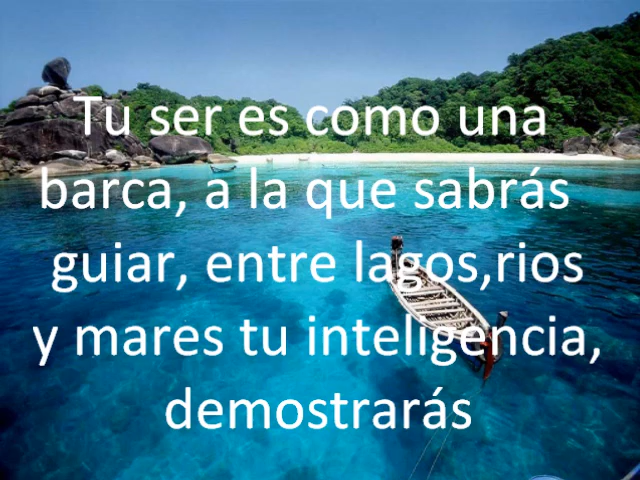 Tu ser es como una
barca, a la que sabrás
guiar, entre lagos,rios
y mares tu inteligencia,
demostrarás